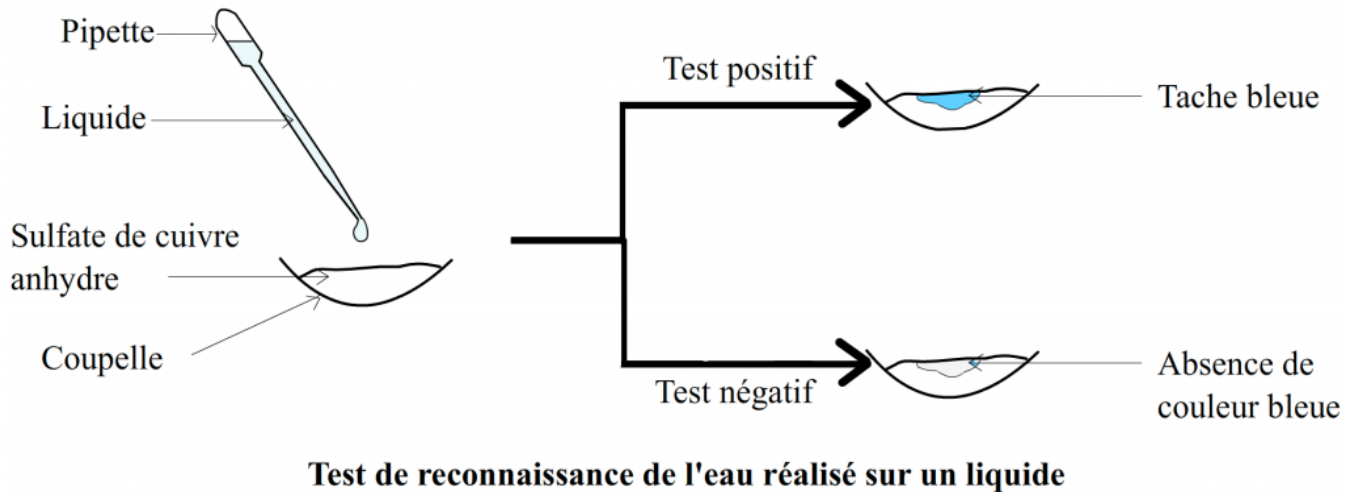 Pipette
Liquide
Sulfate de cuivre
anhydre
Coupelle
Test positif
Tache bleue
Test négatif
Absence de
couleur bleue
Test de reconnaissance de l'eau réalisé sur un liquide